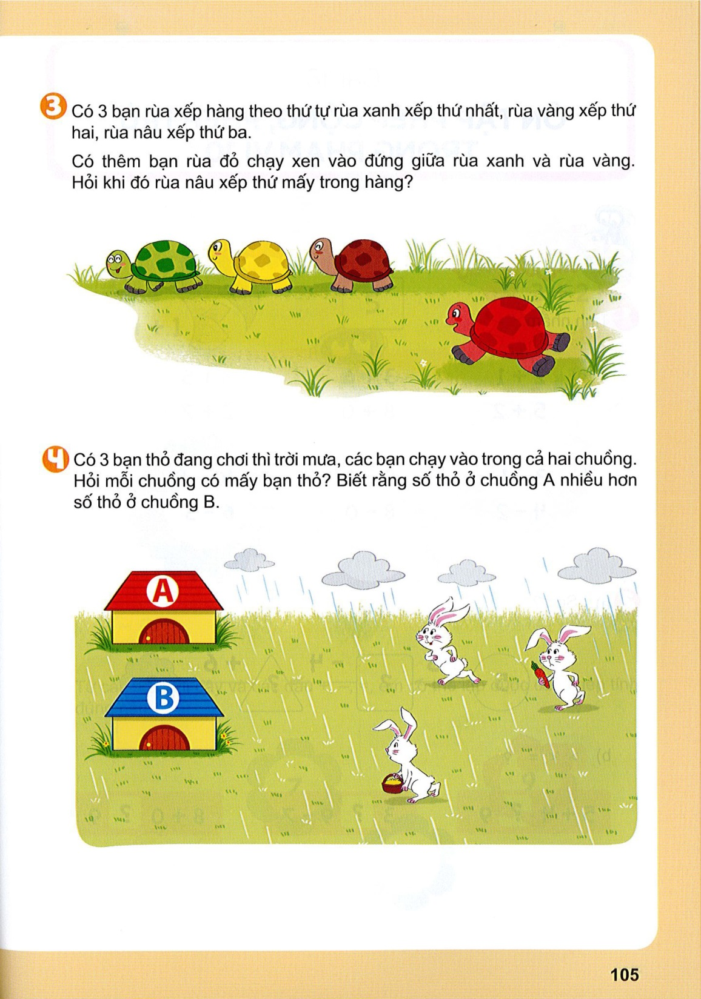 3 Có 3 bạn rùa xếp hàng theo thứ tự rùa xanh xếp thứ nhất, rùa vàng xếp thứ
hai, rùa nâu xếp thứ ba.
Có thêm bạn rùa đỏ chạy xen vào đứng giữa rùa xanh và rùa vàng.
Hỏi khi đó rùa nâu xếp thứ mấy trong hàng?
4 Có 3 bạn thỏ đang chơi thì trời mưa, các bạn chạy vào trong cả hai chuồng.
Hỏi mỗi chuồng có mấy bạn thỏ? Biết rằng số thỏ ở chuồng A nhiều hơn
số thỏ ở chuồng B.
A
B
105